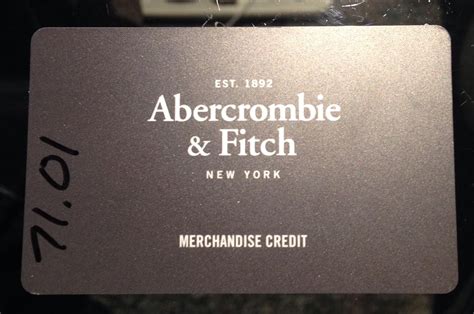 EST. 1892
Abercrombie
& Fitch
NEW YORK
MERCHANDISE CREDIT
71.01